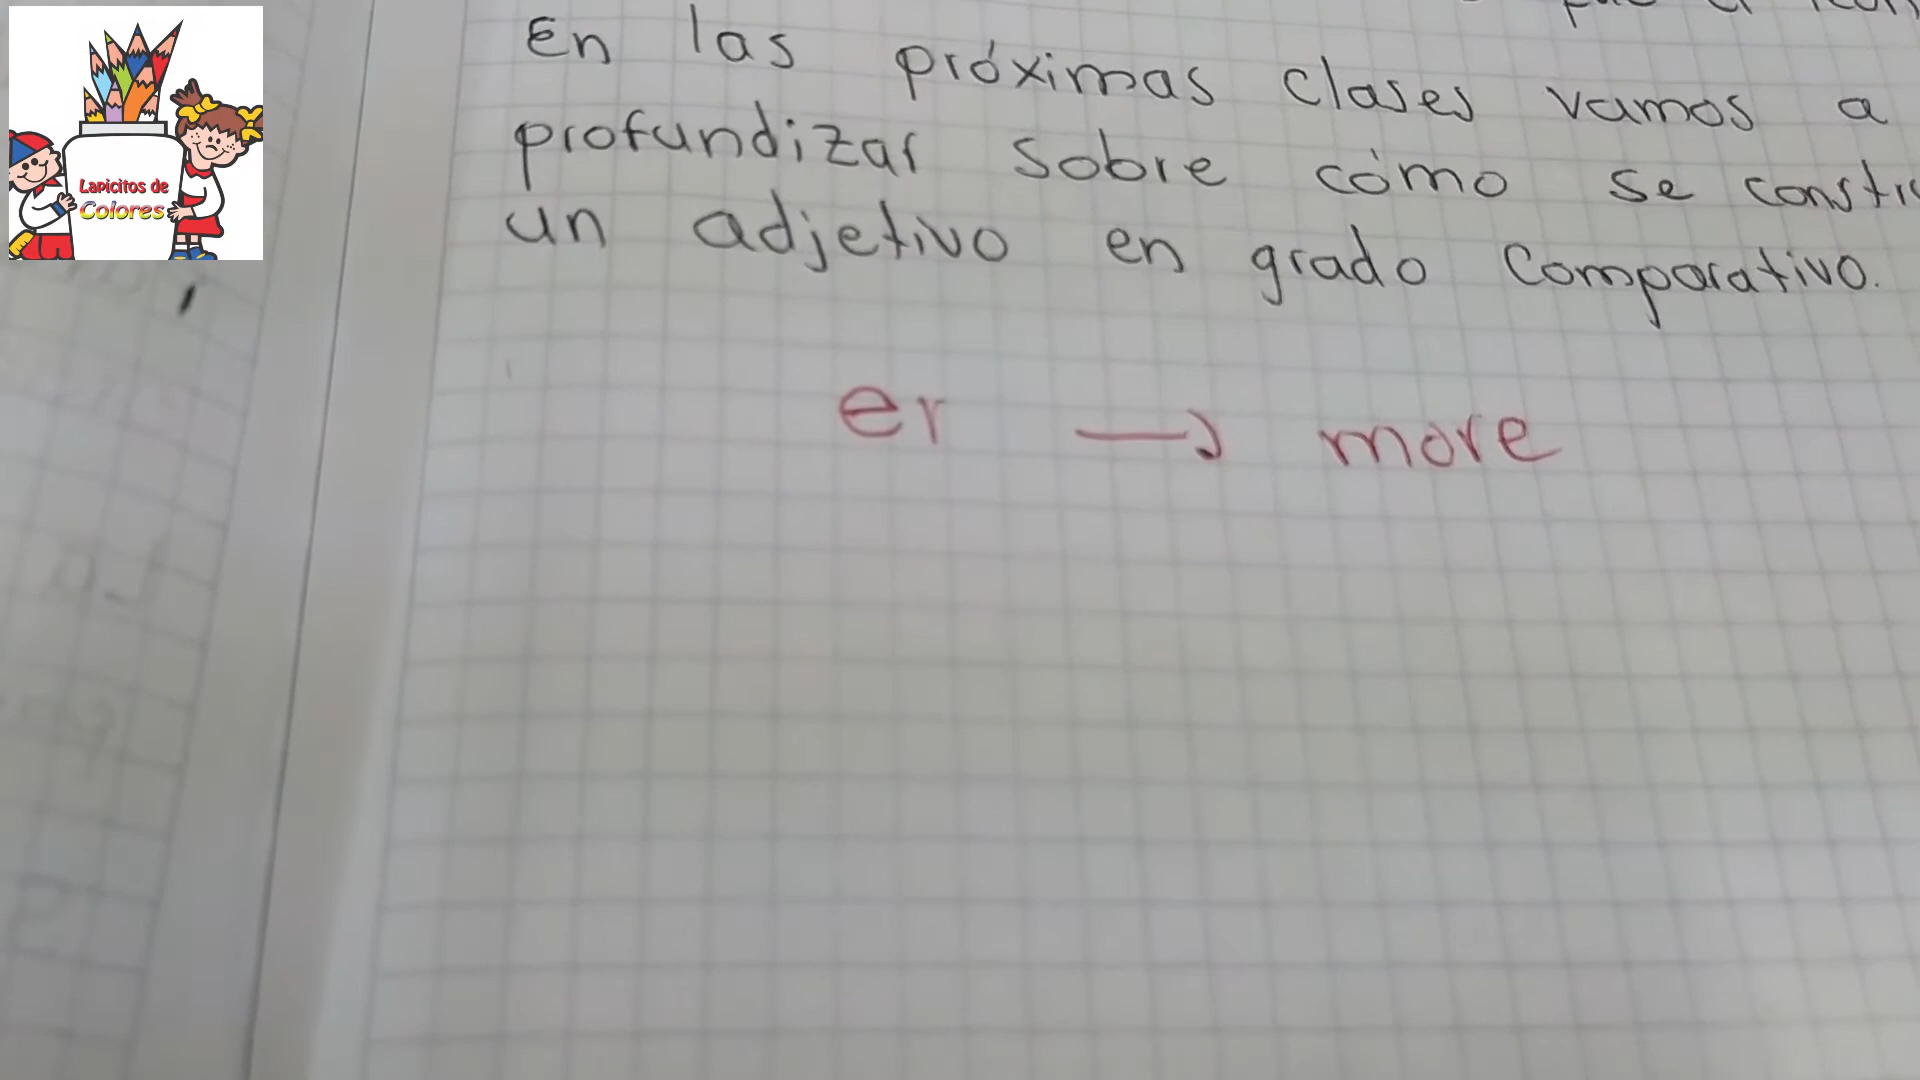 Lapicitos de
Colores
En las próximas clases vamos a
profundizar sobre cómo se
un adjetivo en grado comparativo.
er → more